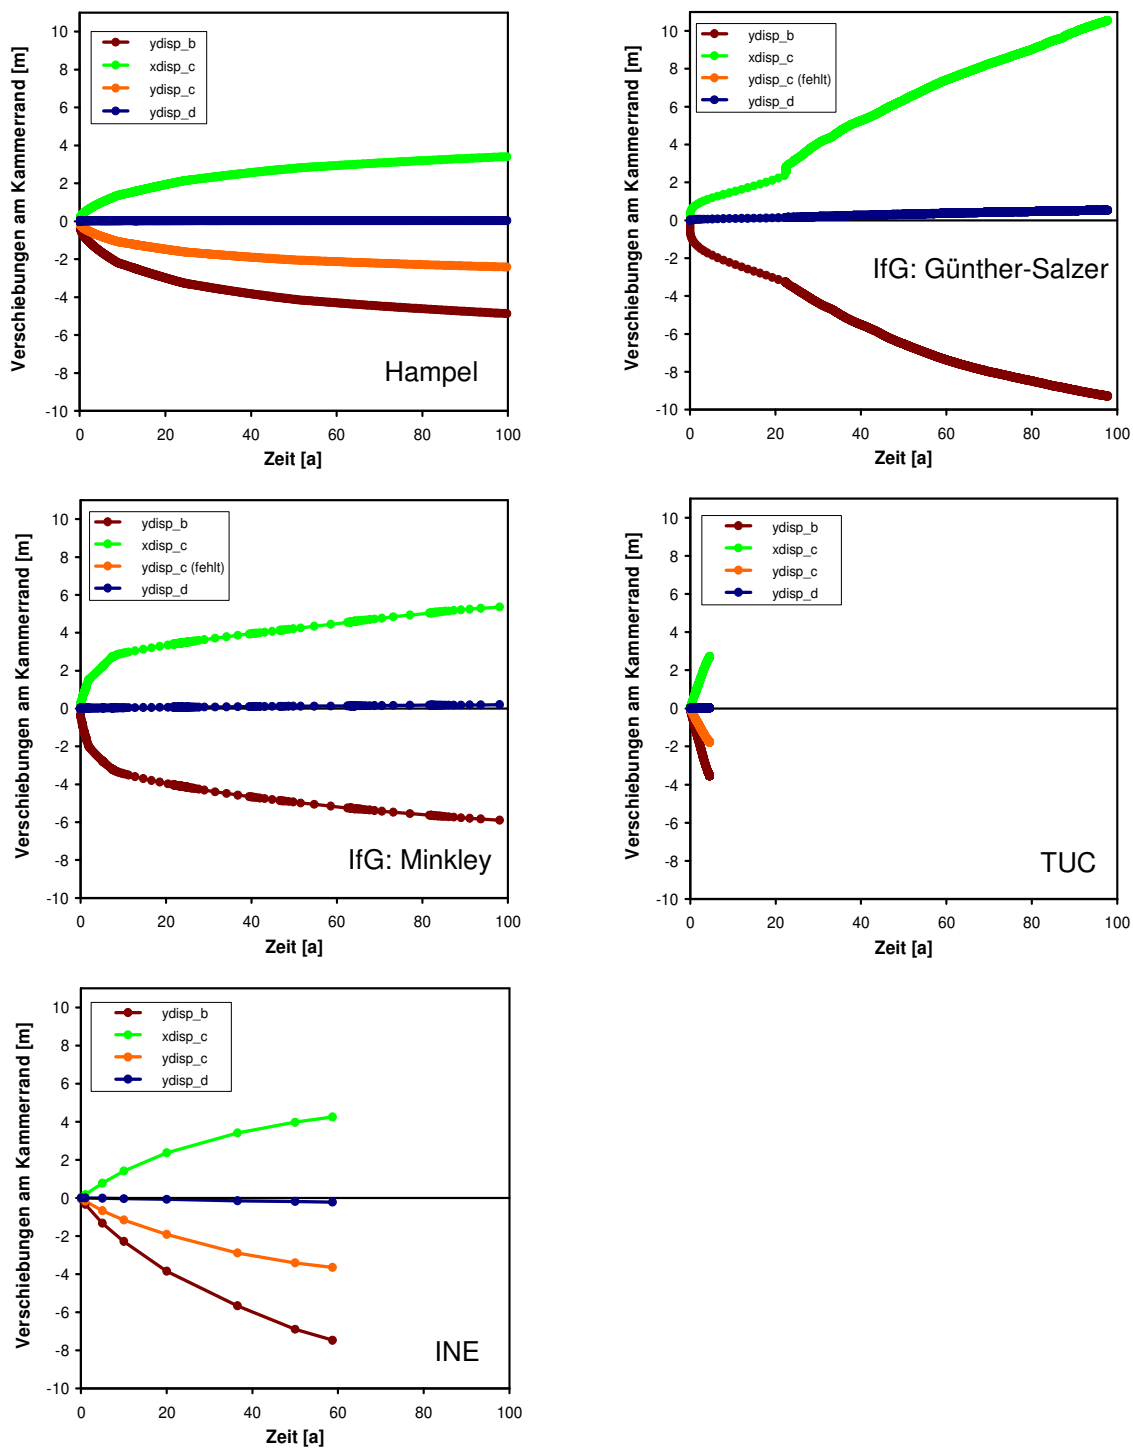 Verschiebungen am Kammerrand [m]
10
8
6
4
2
0
-2
-4
-6
-8
-10
ydisp_b
xdisp_c
ydisp_c
ydisp_d
Hampel
0 20 40 60 80 100
Zeit [a]
Verschiebungen am Kammerrand [m]
10
8
6
4
2
0
-2
-4
-6
-8
-10
ydisp_b
xdisp_c
ydisp_c (fehlt)
ydisp_d
IfG: Günther-Salzer
0 20 40 60 80 100
Zeit [a]
Verschiebungen am Kammerrand [m]
10
8
6
4
2
0
-2
-4
-6
-8
-10
ydisp_b
xdisp_c
ydisp_c (fehlt)
ydisp_d
IfG: Minkley
0 20 40 60 80 100
Zeit [a]
Verschiebungen am Kammerrand [m]
10
8
6
4
2
0
-2
-4
-6
-8
-10
ydisp_b
xdisp_c
ydisp_c
ydisp_d
TUC
0 20 40 60 80 100
Zeit [a]
Verschiebungen am Kammerrand [m]
10
8
6
4
2
0
-2
-4
-6
-8
-10
ydisp_b
xdisp_c
ydisp_c
ydisp_d
INE
0 20 40 60 80 100
Zeit [a]